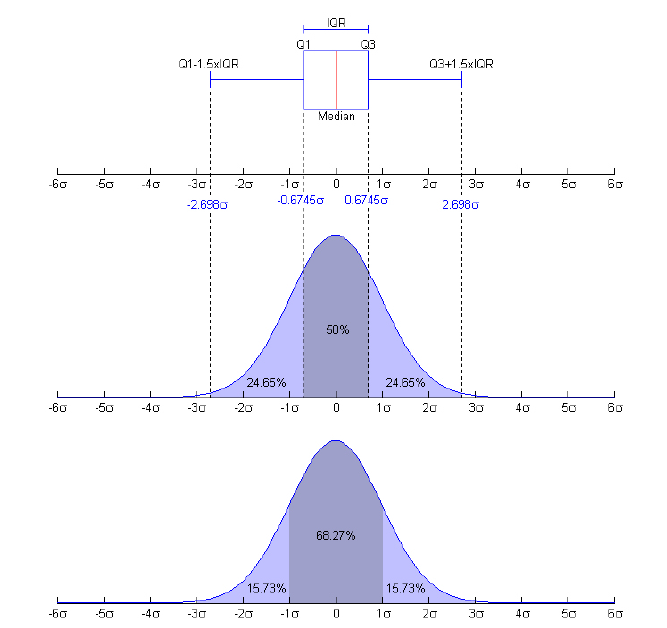 IQR
Q1 Q3
Q1-1.5xIQR Q3+1.5xIQR
Median
-6σ -5σ -4σ -3σ -2σ -1σ 0 1σ 2σ 3σ 4σ 5σ 6σ
-2.698σ -0.6745σ 0.6745σ 2.698σ
50%
24.65% 24.65%
-6σ -5σ -4σ -3σ -2σ -1σ 0 1σ 2σ 3σ 4σ 5σ 6σ
68.27%
15.73% 15.73%
-6σ -5σ -4σ -3σ -2σ -1σ 0 1σ 2σ 3σ 4σ 5σ 6σ